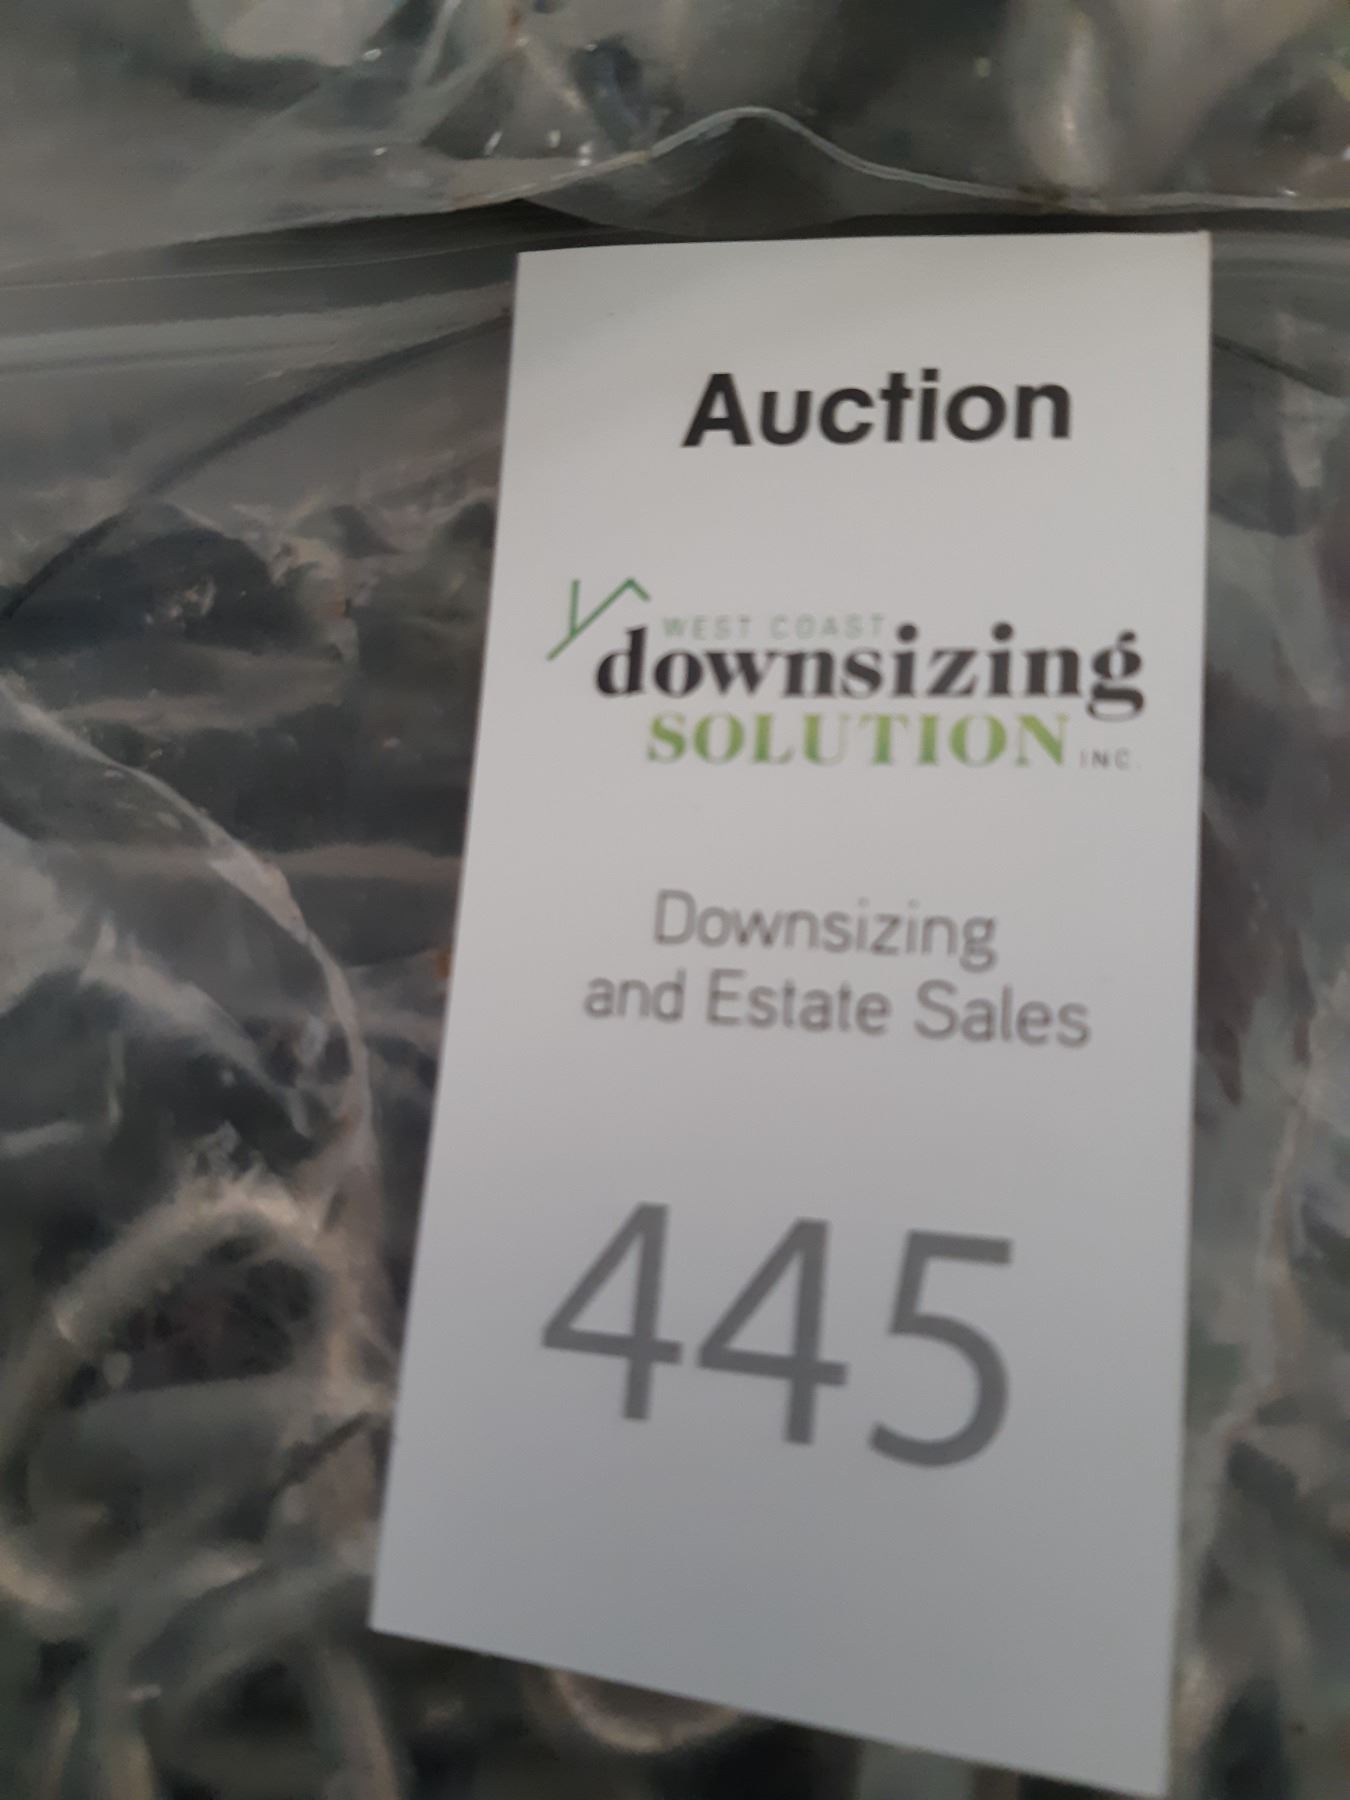 Auction
WEST COAST
downsizing
SOLUTION INC.
Downsizing
and Estate Sales
445